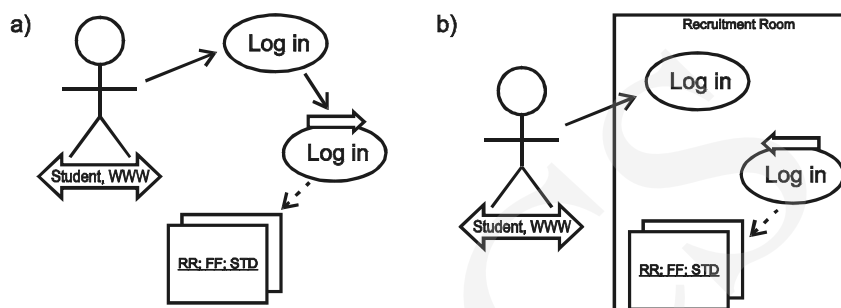 a)
Log in
Log in
Student, WWW
RR; FF; STD
b)
Recruitment Room
Log in
Log in
Student, WWW
RR; FF; STD